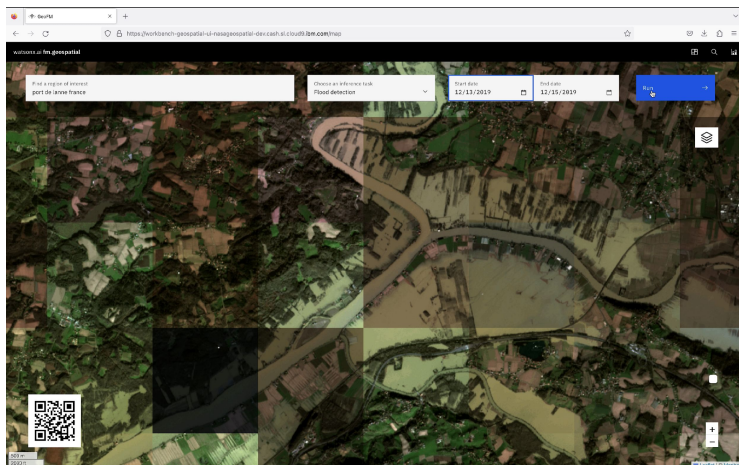 GeoFM
https://workbench-geospatial-ui-nasageospatial-dev.cash.sl.cloud9.ibm.com/map
watsonx.ai fm.geospatial
Find a region of interest
port de lanne france
Choose an inference task
Flood detection
Start date
12/13/2019
End date
12/15/2019
Run
+
−
500 m